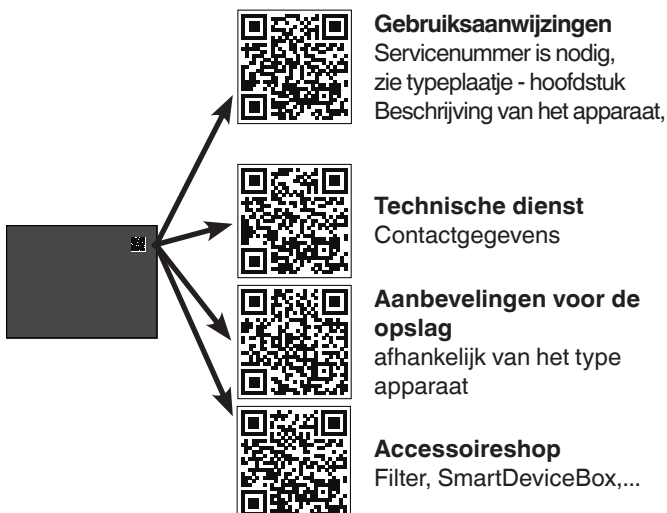 Gebruiksaanwijzingen
Servicenummer is nodig,
zie typeplaatje - hoofdstuk
Beschrijving van het apparaat,
Technische dienst
Contactgegevens
Aanbevelingen voor de
opslag
afhankelijk van het type
apparaat
Accessoireshop
Filter, SmartDeviceBox,...